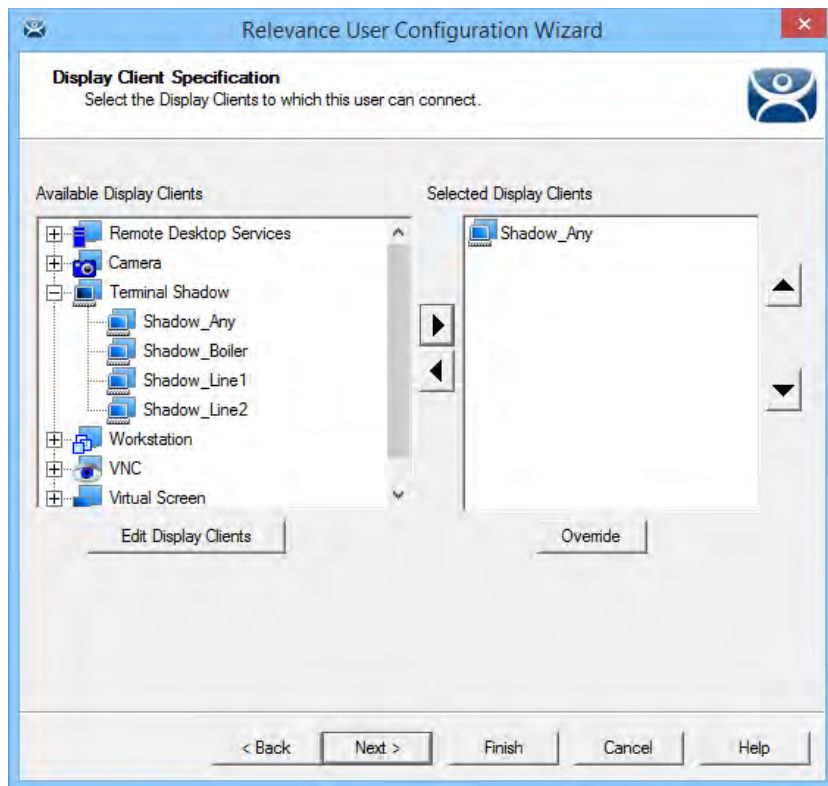 Relevance User Configuration Wizard
Display Client Specification
Select the Display Clients to which this user can connect.
Available Display Clients
Selected Display Clients
Remote Desktop Services
Camera
Terminal Shadow
Shadow_Any
Shadow_Boiler
Shadow_Line1
Shadow_Line2
Workstation
VNC
Virtual Screen
Shadow_Any
Edit Display Clients
Override
< Back
Next >
Finish
Cancel
Help